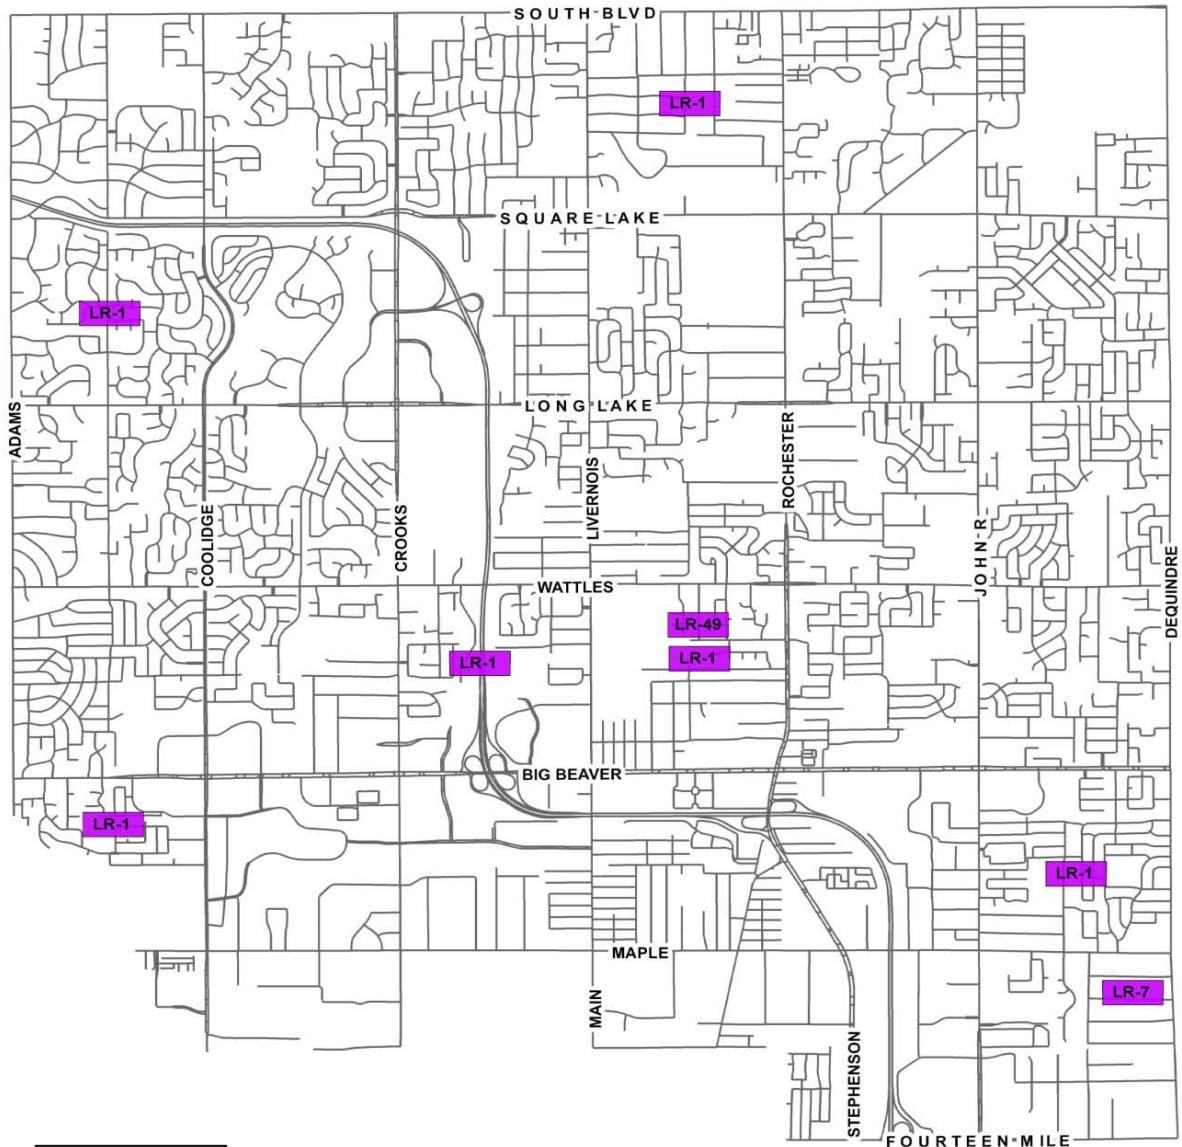 SOUTH BLVD
LR-1
SQUARE LAKE
LR-1
ADAMS
LONG LAKE
ROCHESTER
LIVERNOIS
COOLIDGE
CROOKS
JOHN R
DEQUINDRE
WATTLES
LR-49
LR-1
LR-1
BIG BEAVER
LR-1
LR-1
MAPLE
LR-7
MAIN
STEPHENSON
FOURTEEN MILE